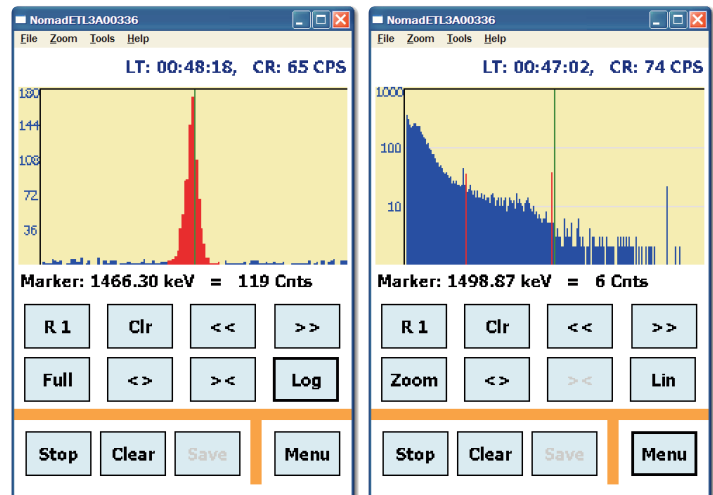 NomadETL3A00336
File Zoom Tools Help
LT: 00:48:18, CR: 65 CPS
180
144
108
72
36
Marker: 1466.30 keV = 119 Cnts
R 1 Clr << >>
Full <> >< Log
Stop Clear Save Menu
NomadETL3A00336
File Zoom Tools Help
LT: 00:47:02, CR: 74 CPS
1000
100
10
Marker: 1498.87 keV = 6 Cnts
R 1 Clr << >>
Zoom <> >< Lin
Stop Clear Save Menu